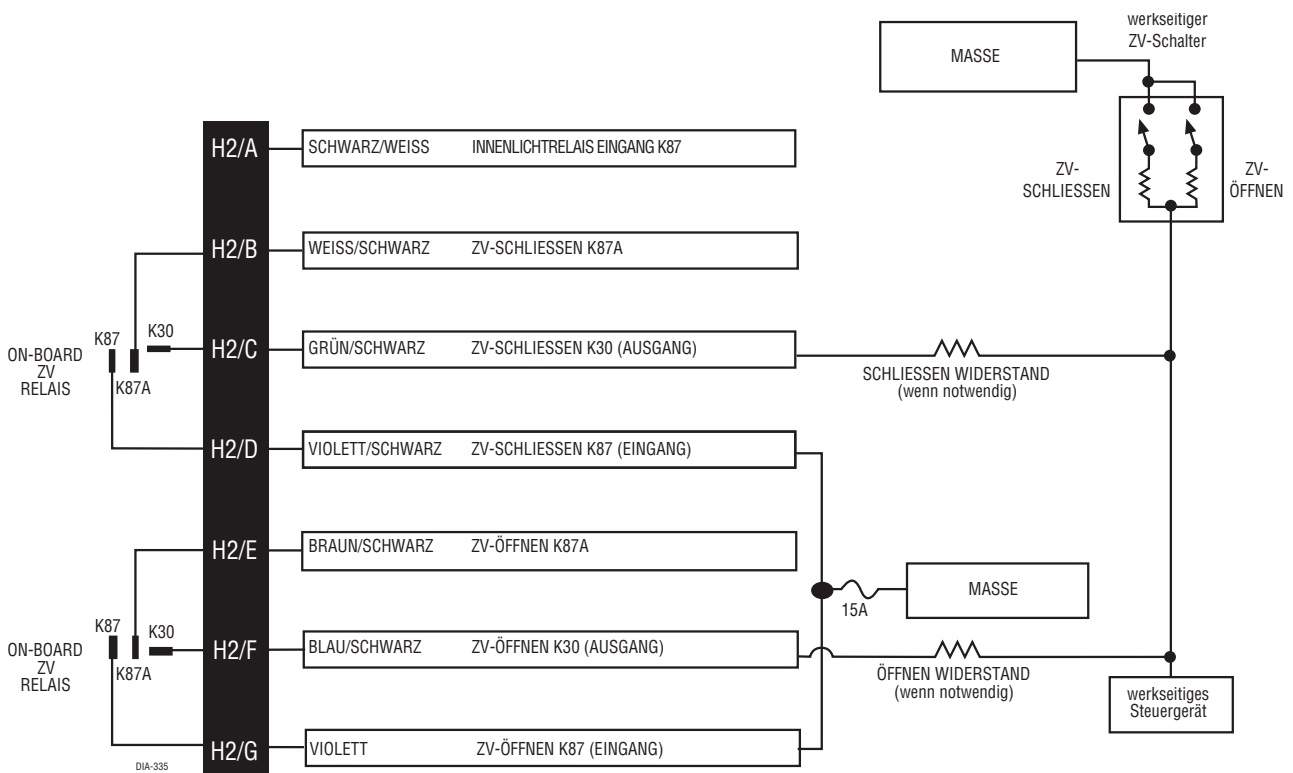 werkseitiger
ZV-Schalter
MASSE
H2/A
SCHWARZ/WEISS INNENLICHTRELAIS EINGANG K87
ZV-
SCHLIESSEN
ZV-
ÖFFNEN
H2/B
WEISS/SCHWARZ ZV-SCHLIESSEN K87A
ON-BOARD
ZV
RELAIS
K87
K30
K87A
H2/C
GRÜN/SCHWARZ ZV-SCHLIESSEN K30 (AUSGANG)
SCHLIESSEN WIDERSTAND
(wenn notwendig)
H2/D
VIOLETT/SCHWARZ ZV-SCHLIESSEN K87 (EINGANG)
H2/E
BRAUN/SCHWARZ ZV-ÖFFNEN K87A
15A
MASSE
ON-BOARD
ZV
RELAIS
K87
K30
K87A
H2/F
BLAU/SCHWARZ ZV-ÖFFNEN K30 (AUSGANG)
ÖFFNEN WIDERSTAND
(wenn notwendig)
werkseitiges
Steuergerät
H2/G
VIOLETT ZV-ÖFFNEN K87 (EINGANG)
DIA-335